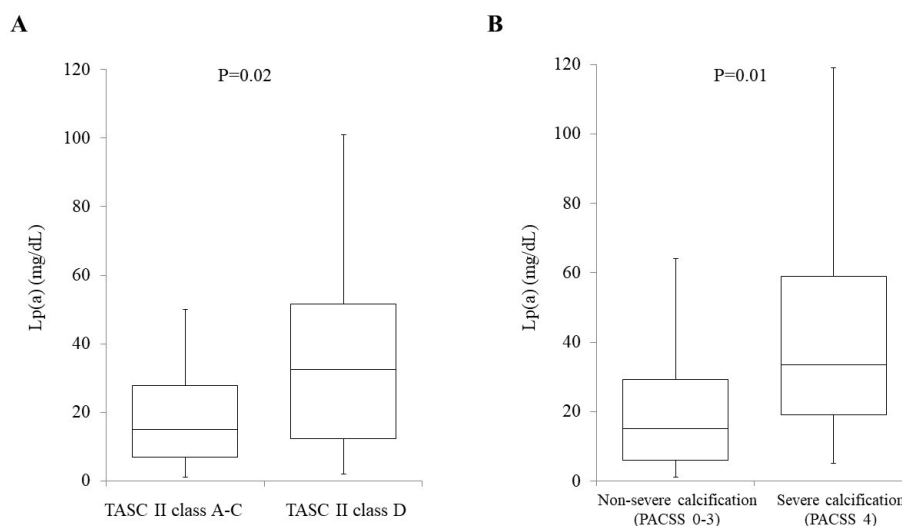 A
P=0.02
120
100
80
60
40
20
0
Lp(a) (mg/dL)
TASC II class A-C
TASC II class D
B
P=0.01
120
100
80
60
40
20
0
Lp(a) (mg/dL)
Non-severe calcification
(PACSS 0-3)
Severe calcification
(PACSS 4)